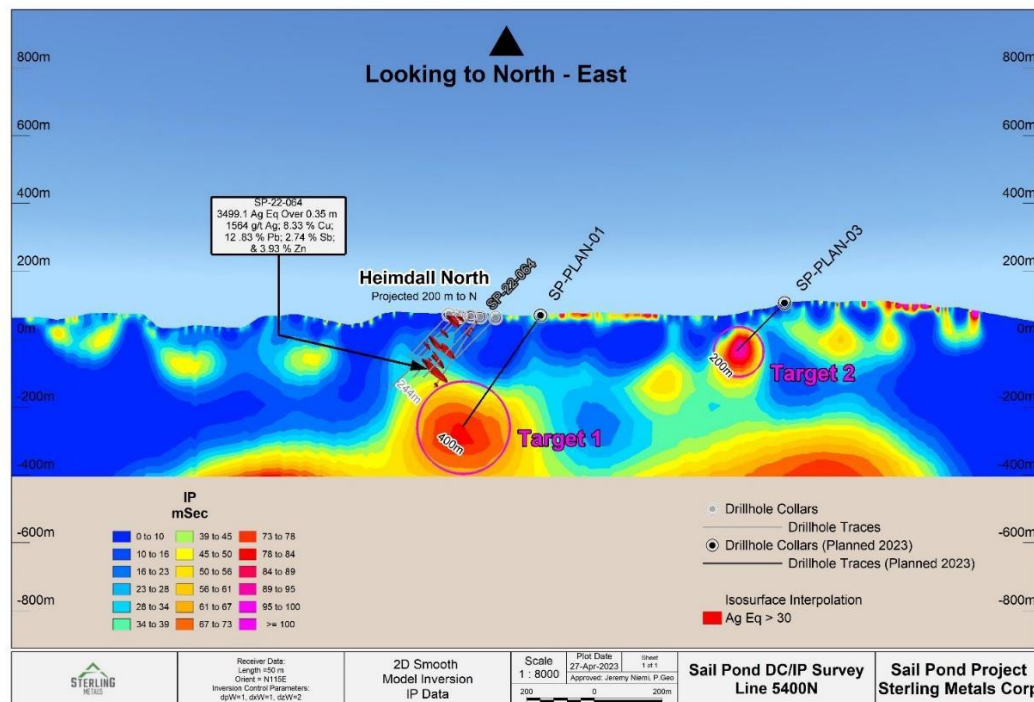 Looking to North - East
800m
800m
600m
600m
400m
400m
200m
200m
0m
0m
-200m
-200m
-400m
-400m
-600m
-600m
-800m
-800m
SP-22-064
3499.1 Ag Eq Over 0.35 m
1564 g/t Ag; 8.33 % Cu;
12 .83 % Pb; 2.74 % Sb;
& 3.93 % Zn
Heimdall North
Projected 200 m to N
SP-22-064
SP-PLAN-01
SP-PLAN-03
244m
400m
Target 1
200m
Target 2
IP
mSec
0 to 10
10 to 16
16 to 23
23 to 28
28 to 34
34 to 39
39 to 45
45 to 50
50 to 56
56 to 61
61 to 67
67 to 73
73 to 78
78 to 84
84 to 89
89 to 95
95 to 100
>= 100
Drillhole Collars
Drillhole Traces
Drillhole Collars (Planned 2023)
Drillhole Traces (Planned 2023)
Isosurface Interpolation
Ag Eq > 30
STERLING
METALS
Receiver Data:
Length =50 m
Orient = N115E
Inversion Control Parameters:
dpW=1, dxW=1, dzW=2
2D Smooth
Model Inversion
IP Data
Scale
1 : 8000
Plot Date
27-Apr-2023
Sheet
1 of 1
Approved: Jeremy Niemi, P.Geo
200 0 200m
Sail Pond DC/IP Survey
Line 5400N
Sail Pond Project
Sterling Metals Corp